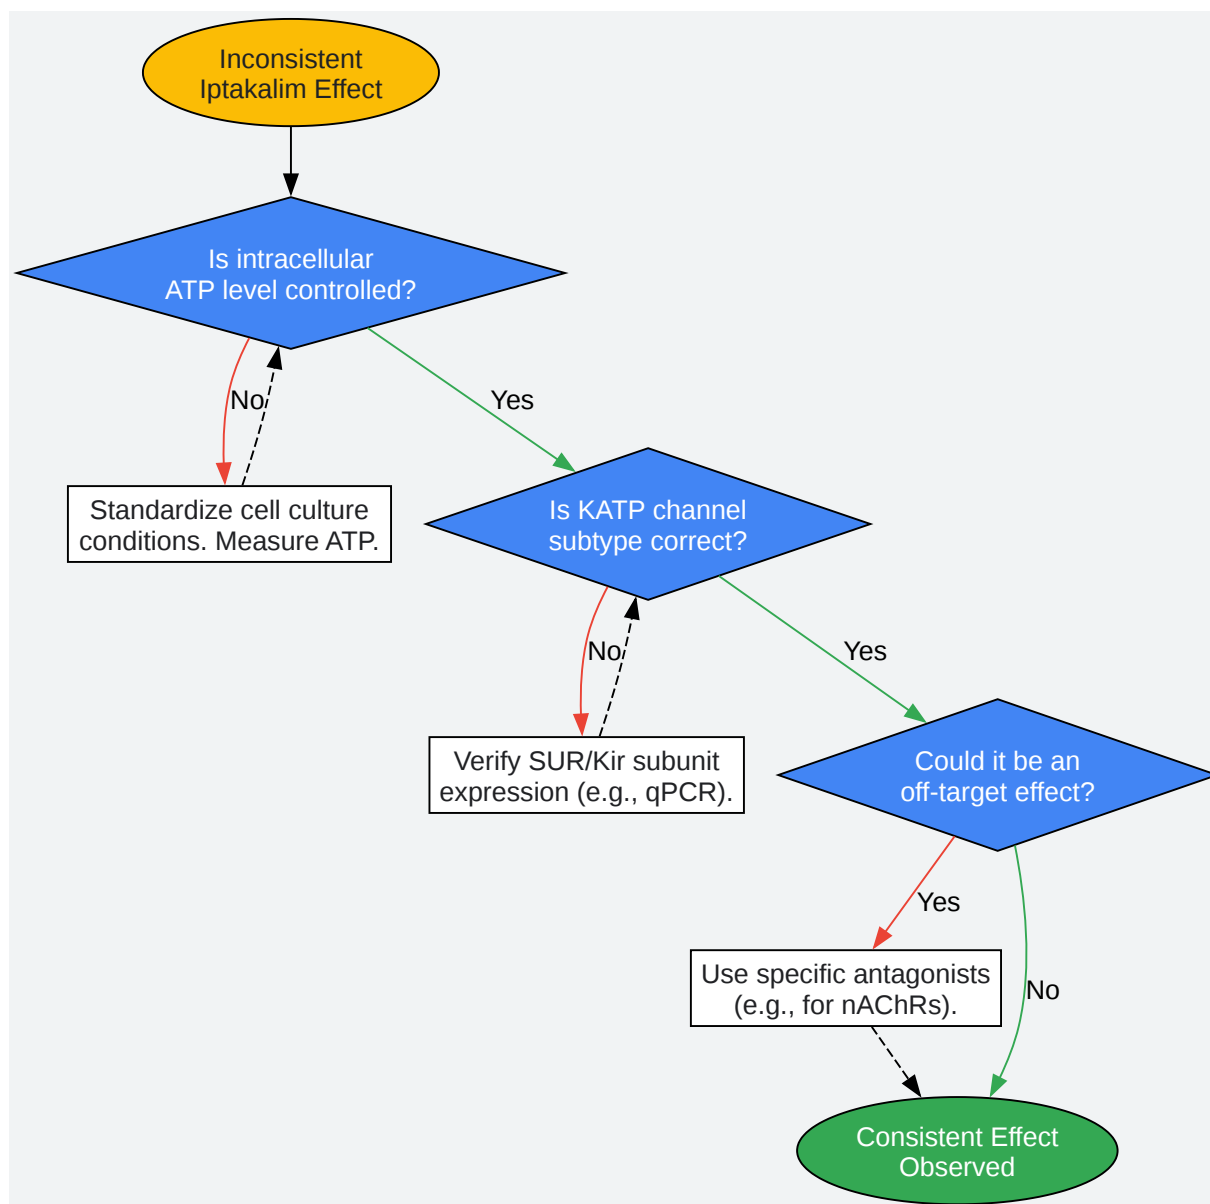 Inconsistent
Iptakalim Effect
Is intracellular
ATP level controlled?
No
Yes
Standardize cell culture
conditions. Measure ATP.
Is KATP channel
subtype correct?
No
Yes
Verify SUR/Kir subunit
expression (e.g., qPCR).
Could it be an
off-target effect?
Yes
No
Use specific antagonists
(e.g., for nAChRs).
Consistent Effect
Observed